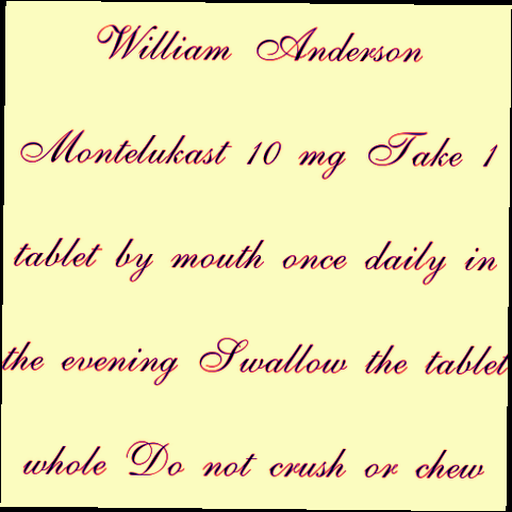 William Anderson
Montelukast 10 mg Take 1
tablet by mouth once daily in
the evening Swallow the tablet
whole Do not crush or chew